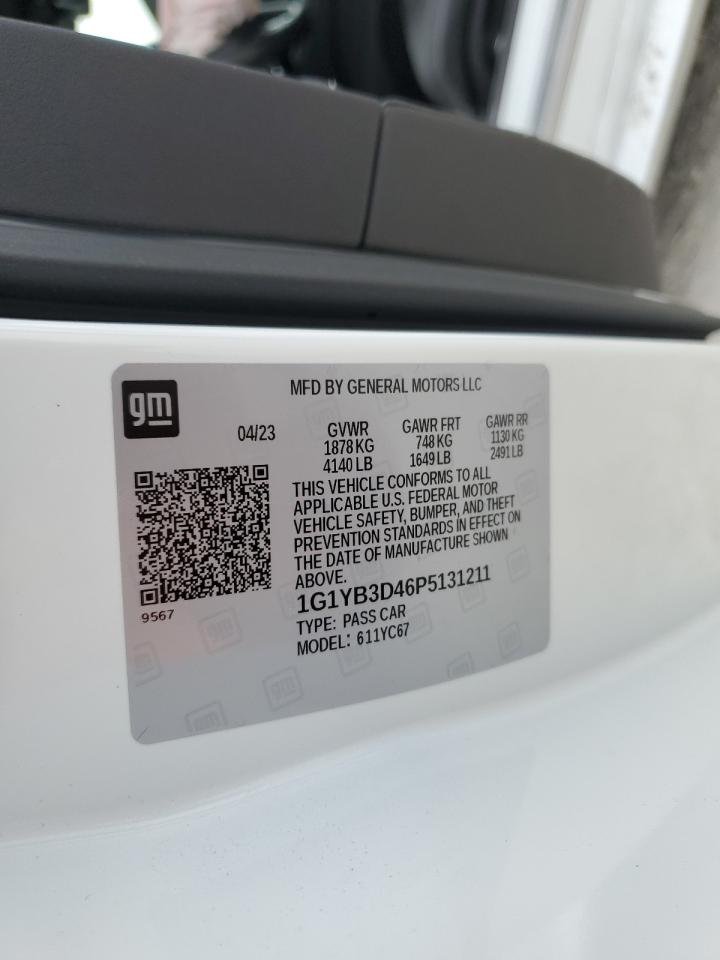 gm
MFD BY GENERAL MOTORS LLC
04/23
GVWR GAWR FRT GAWR RR
1878 KG 748 KG 1130 KG
4140 LB 1649 LB 2491 LB
THIS VEHICLE CONFORMS TO ALL
APPLICABLE U.S. FEDERAL MOTOR
VEHICLE SAFETY, BUMPER, AND THEFT
PREVENTION STANDARDS IN EFFECT ON
THE DATE OF MANUFACTURE SHOWN
ABOVE.
1G1YB3D46P5131211
TYPE: PASS CAR
MODEL: 611YC67
9567